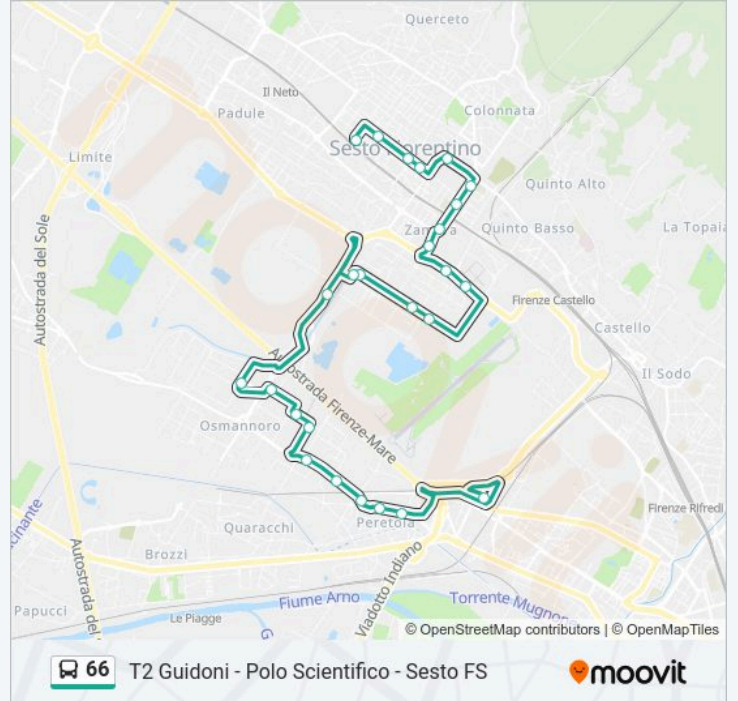 Querceto
Il Neto
Padule
Colonnata
Limite
Sesto Fiorentino
Quinto Alto
Quinto Basso
La Topaia
Autostrada del Sole
Firenze Castello
Castello
Il Sodo
Autostrada Firenze-Mare
Osmannoro
Peretola
Quaracchi
Firenze Rifredi
Brozzi
Autostrada del
Viadotto Indiano
Papucci
Le Piagge
Fiume Arno
Torrente Mugnone
© OpenStreetMap contributors | © OpenMapTiles
66 T2 Guidoni - Polo Scientifico - Sesto FS
moovit